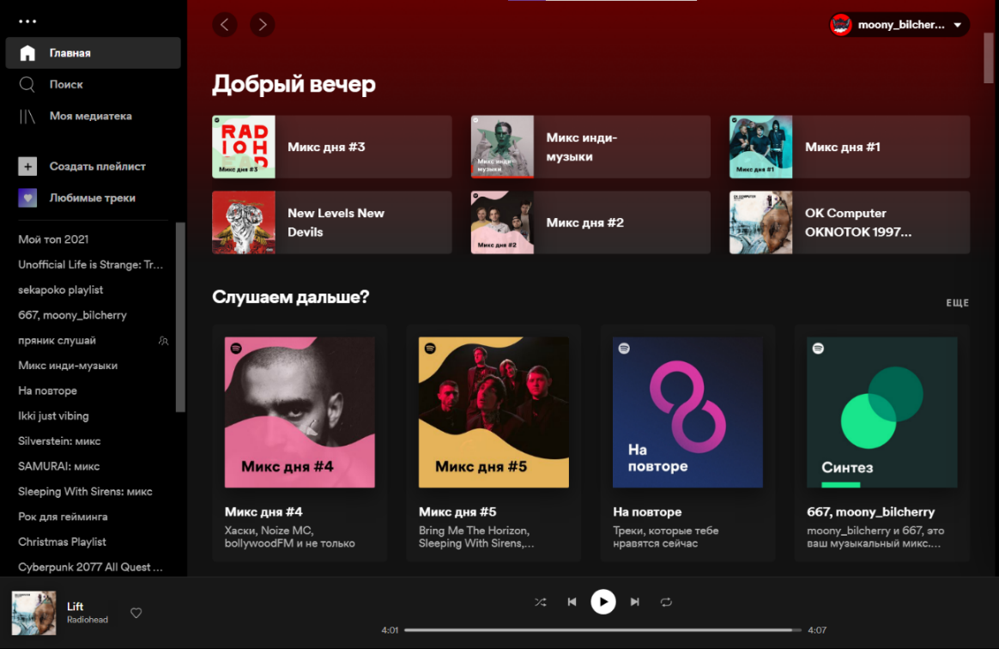 moony_bilcher...
Главная
Поиск
Моя медиатека
Создать плейлист
Любимые треки
Мой топ 2021
Unofficial Life is Strange: Tr...
sekapoko playlist
667, moony_bilcherry
пряник слушай
Микс инди-музыки
На повторе
Ikki just vibing
Silverstein: микс
SAMURAI: микс
Sleeping With Sirens: микс
Рок для гейминга
Christmas Playlist
Cyberpunk 2077 All Quest ...
Добрый вечер
RAD
IOH
EAD
Микс дня #3
Микс дня #3
Микс инди-
музыки
Микс инди-
музыки
Микс дня #1
Микс дня #1
New Levels New
Devils
Микс дня #2
Микс дня #2
OK COMPUTER
OK Computer
OKNOTOK 1997...
Слушаем дальше?
ЕЩЕ
Микс дня #4
Микс дня #4
Хаски, Noize MC,
bollywoodFM и не только
Микс дня #5
Микс дня #5
Bring Me The Horizon,
Sleeping With Sirens,...
На
повторе
На повторе
Треки, которые тебе
нравятся сейчас
Синтез
667, moony_bilcherry
moony_bilcherry и 667, это
ваш музыкальный микс....
Lift
Radiohead
4:01
4:07